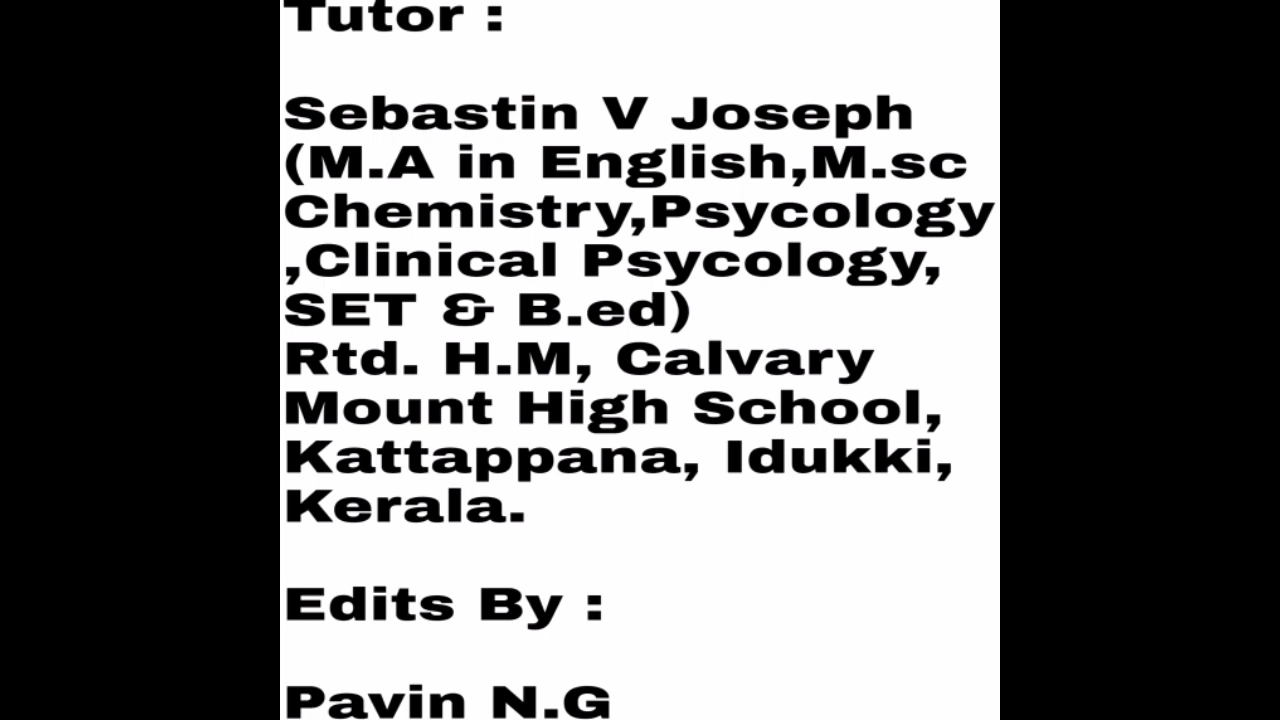 Tutor :
Sebastin V Joseph
(M.A in English,M.sc
Chemistry,Psycology
,Clinical Psycology,
SET & B.ed)
Rtd. H.M, Calvary
Mount High School,
Kattappana, Idukki,
Kerala.
Edits By :
Pavin N.G